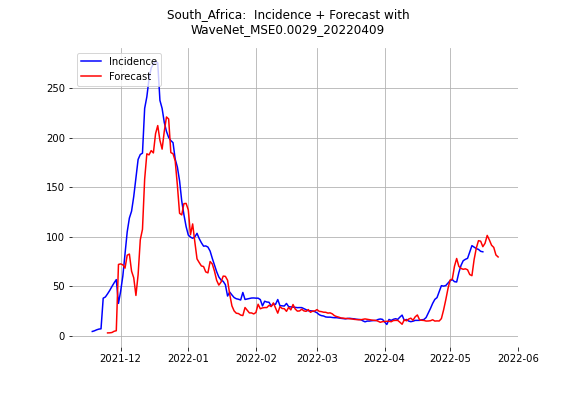 South_Africa:  Incidence + Forecast with
WaveNet_MSE0.0029_20220409
Incidence
Forecast
250
200
150
100
50
0
2021-12 2022-01 2022-02 2022-03 2022-04 2022-05 2022-06